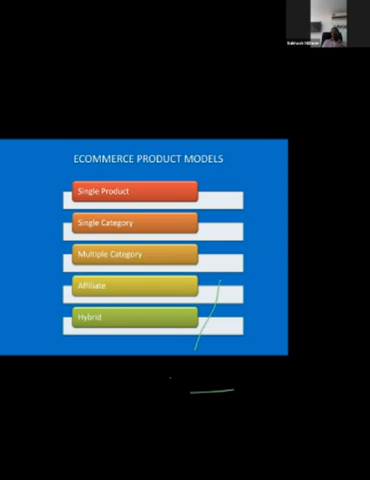 ECOMMERCE PRODUCT MODELS
Single Product
Single Category
Multiple Category
Affiliate
Hybrid